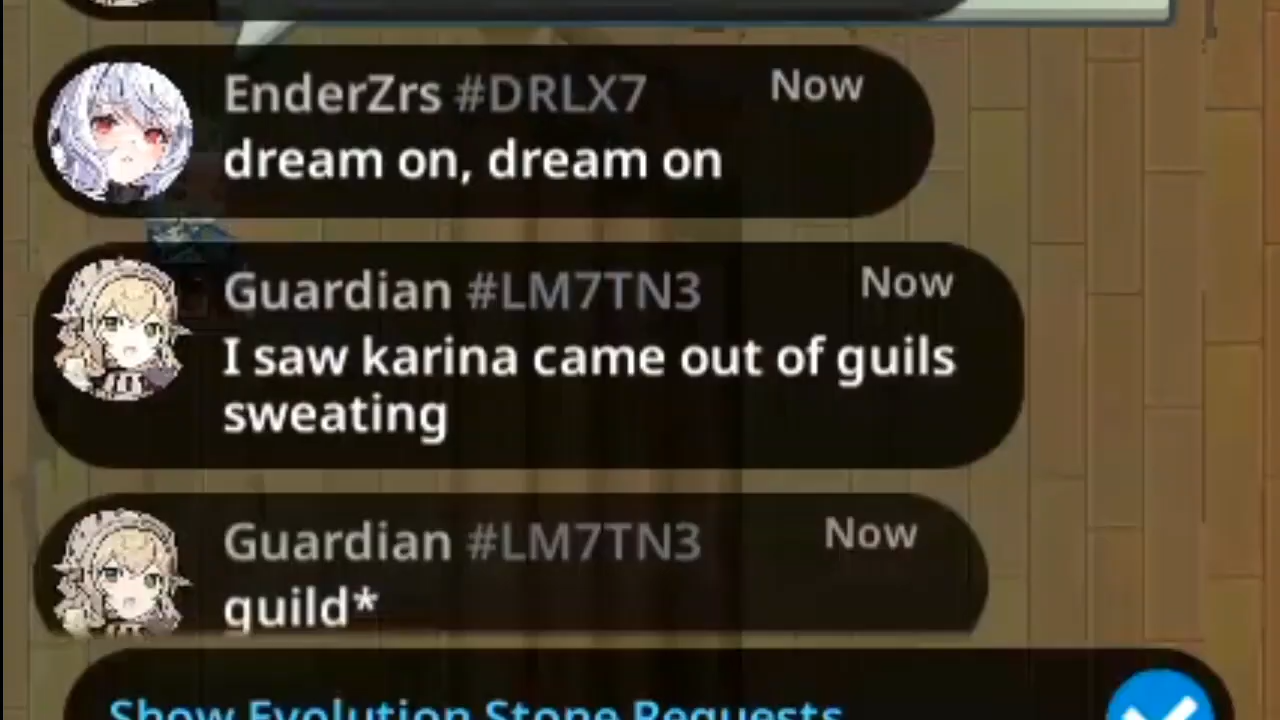 EnderZrs #DRLX7 Now
dream on, dream on
Guardian #LM7TN3 Now
I saw karina came out of guils
sweating
Guardian #LM7TN3 Now
guild*
Show Evolution Stone Requests